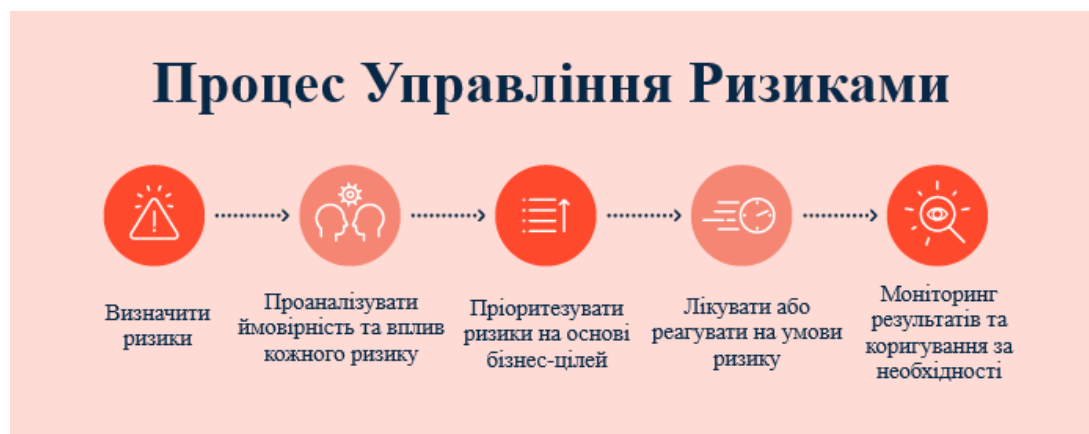 Процес Управління Ризиками
Визначити
ризики
Проаналізувати
ймовірність та вплив
кожного ризику
Пріоритезувати
ризики на основі
бізнес-цілей
Лікувати або
реагувати на умови
ризику
Моніторинг
результатів та
коригування за
необхідності